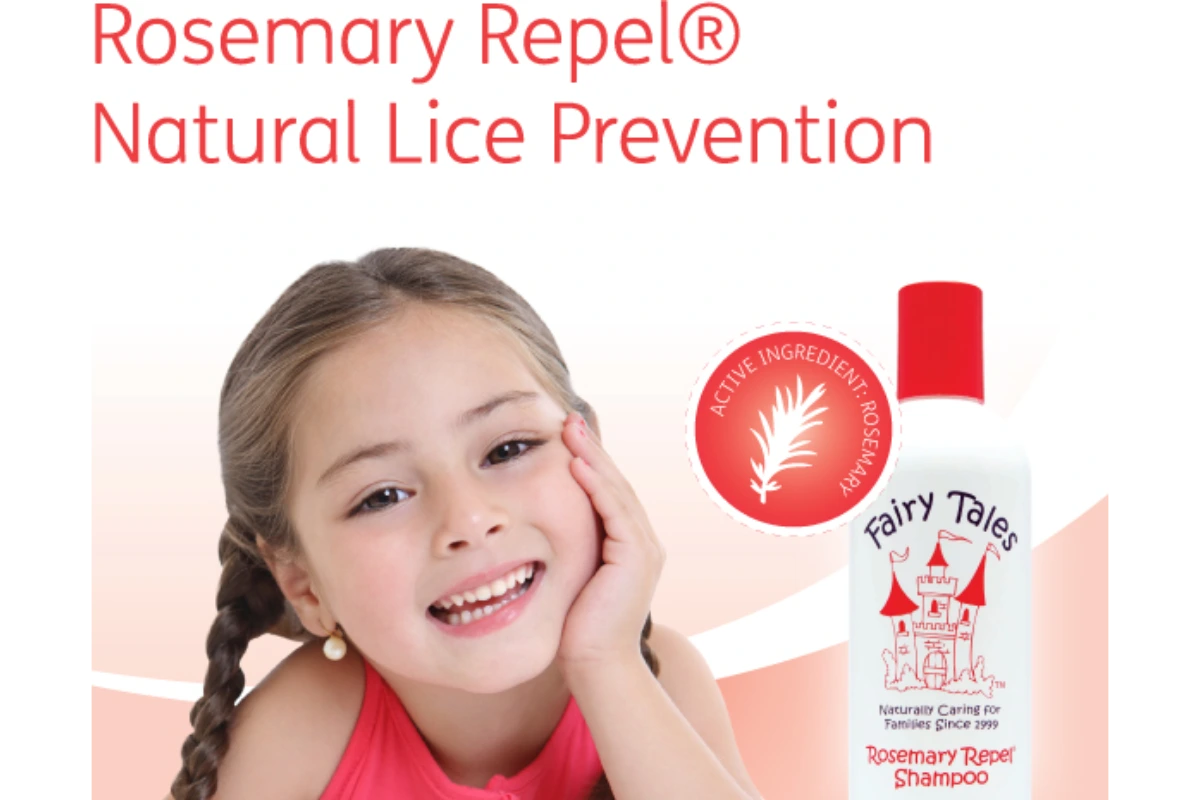 Rosemary Repel®
Natural Lice Prevention
ACTIVE INGREDIENT: ROSEMARY
Fairy Tales
TM
Naturally Caring for
Families Since 2999
Rosemary Repel®
Shampoo